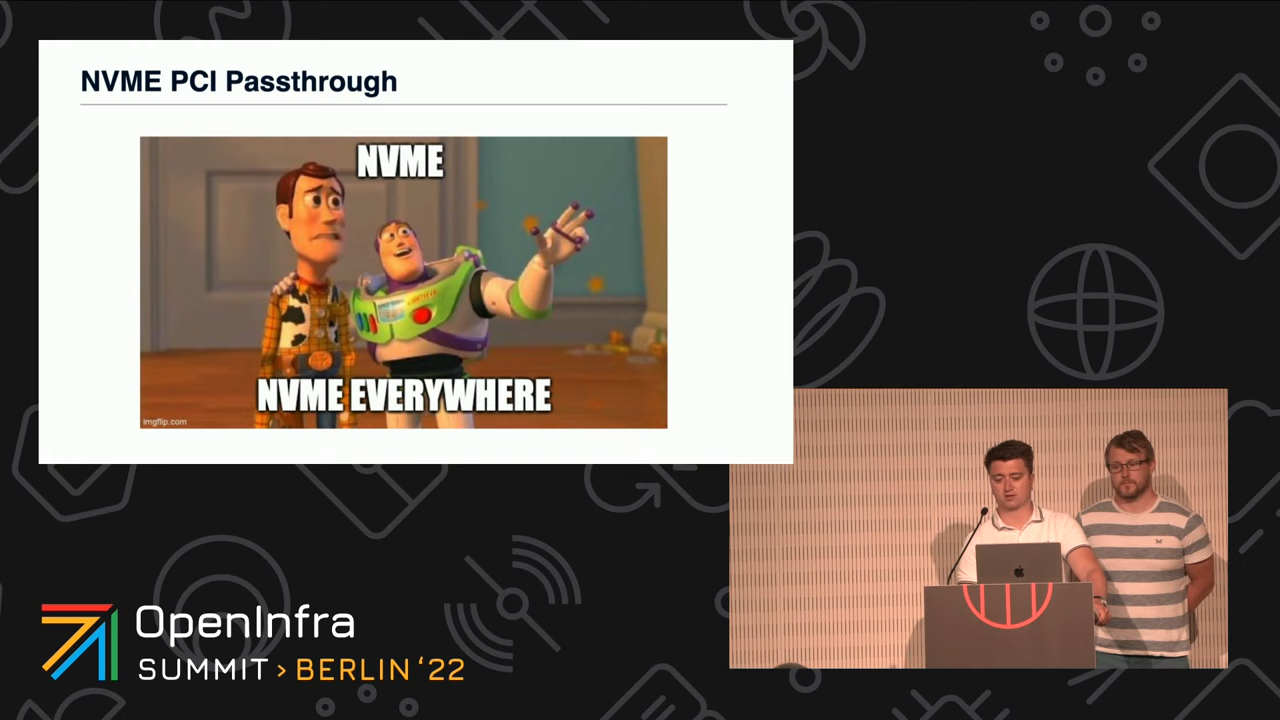 NVME PCI Passthrough
NVME
NVME EVERYWHERE
imgflip.com
OpenInfra
SUMMIT > BERLIN ‘22